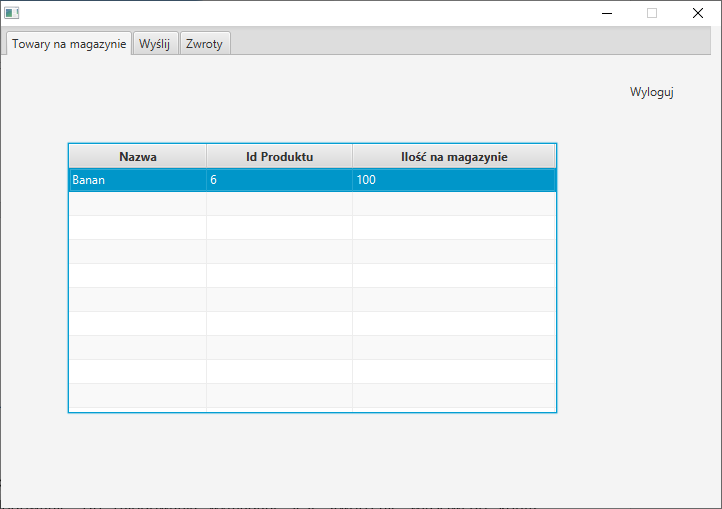 Towary na magazynie Wyślij Zwroty
Wyloguj
Nazwa Id Produktu Ilość na magazynie
Banan 6 100